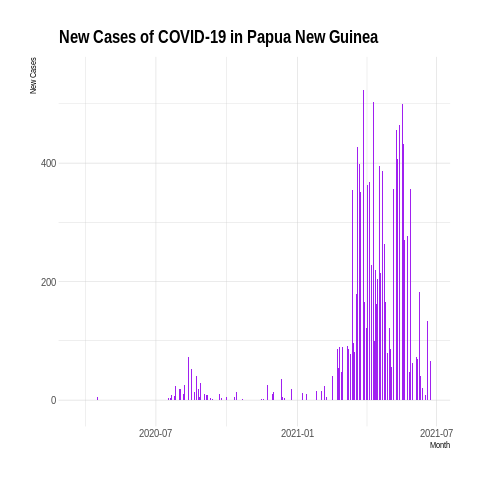 New Cases of COVID-19 in Papua New Guinea
New Cases
400
200
0
2020-07
2021-01
2021-07
Month